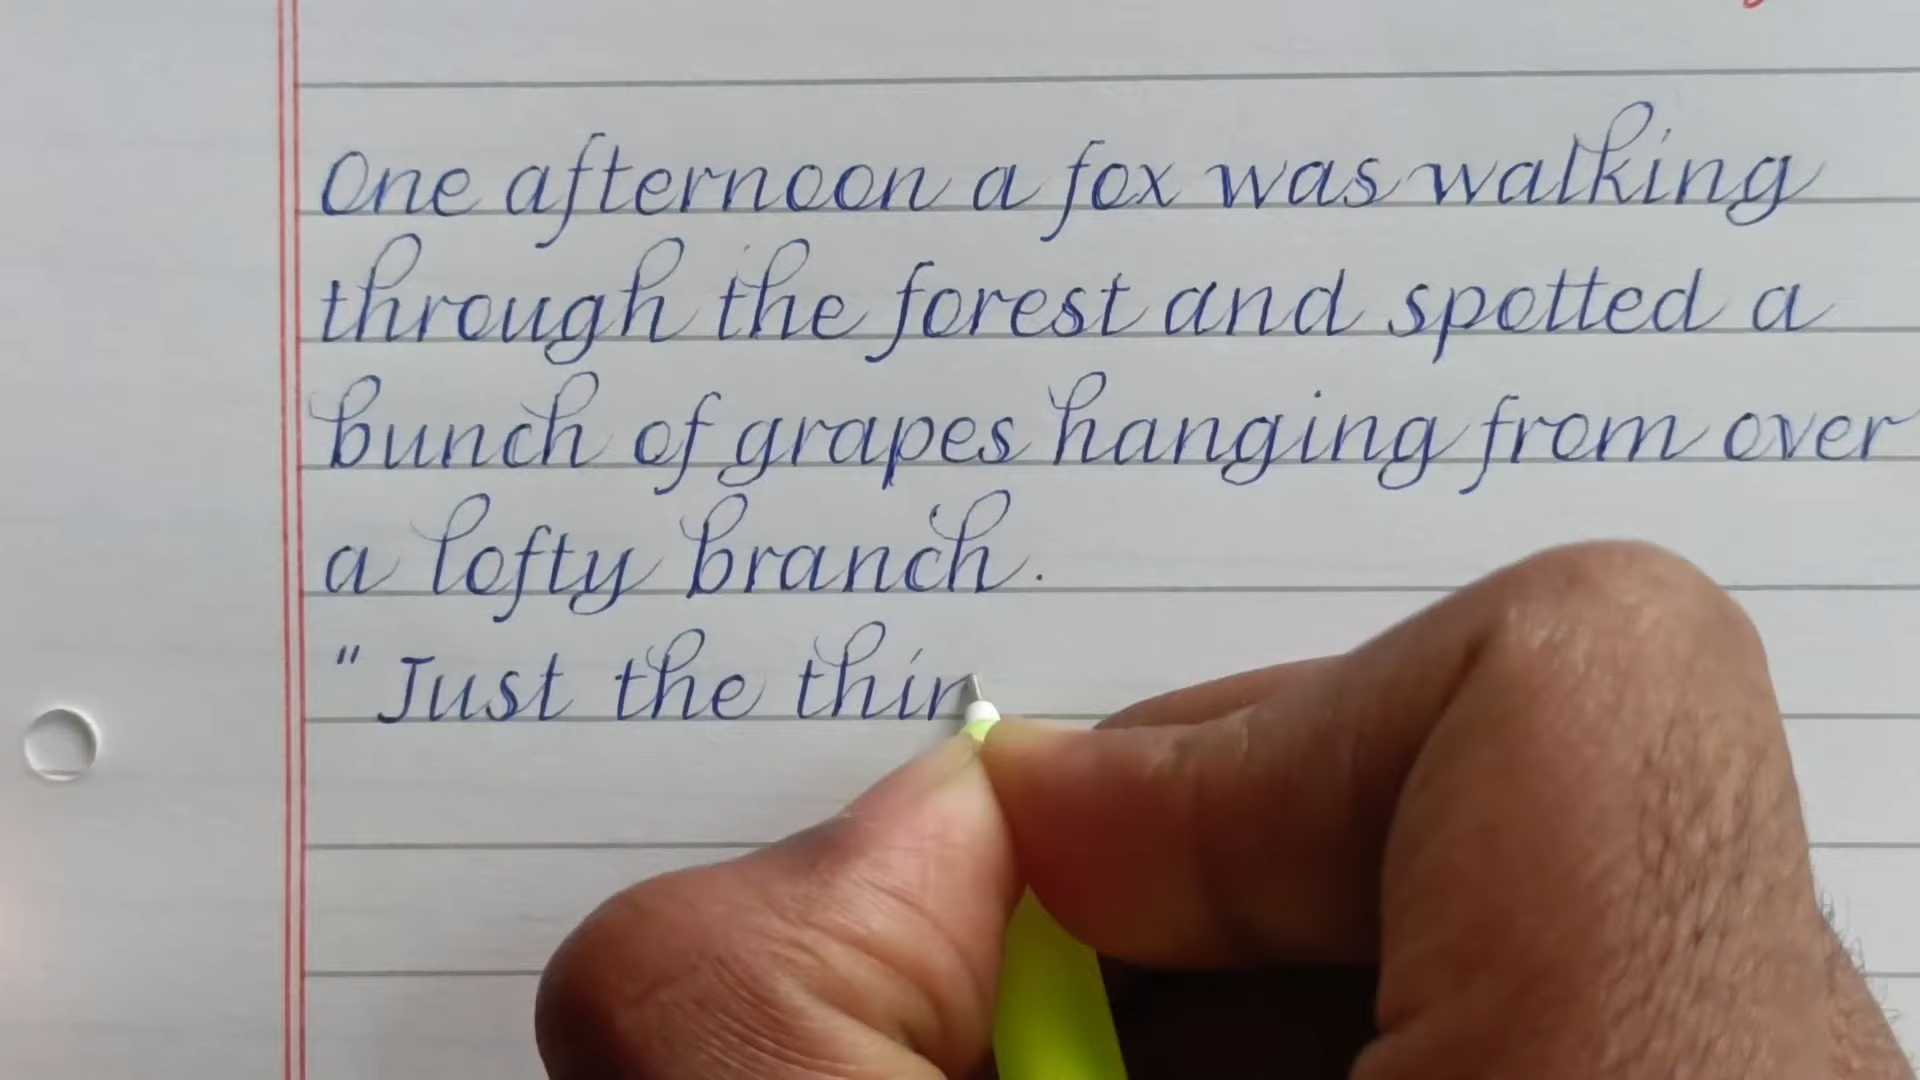 One afternoon a fox was walking
through the forest and spotted a
bunch of grapes hanging from over
a lofty branch.
" Just the thin